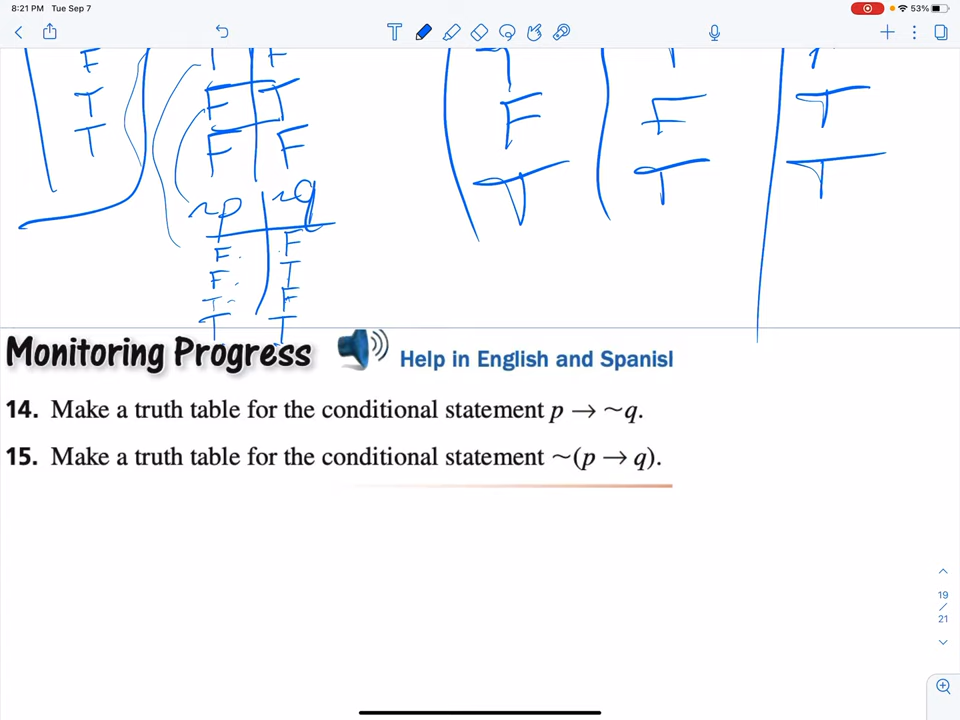 8:21 PM Tue Sep 7
53%
F
T
T
T F
F T
F F
~p ~q
F F
F T
T F
T T
F
T
F
T
T
T
Monitoring Progress
Help in English and Spanisl
14. Make a truth table for the conditional statement p → ~q.
15. Make a truth table for the conditional statement ~(p → q).
19
/
21